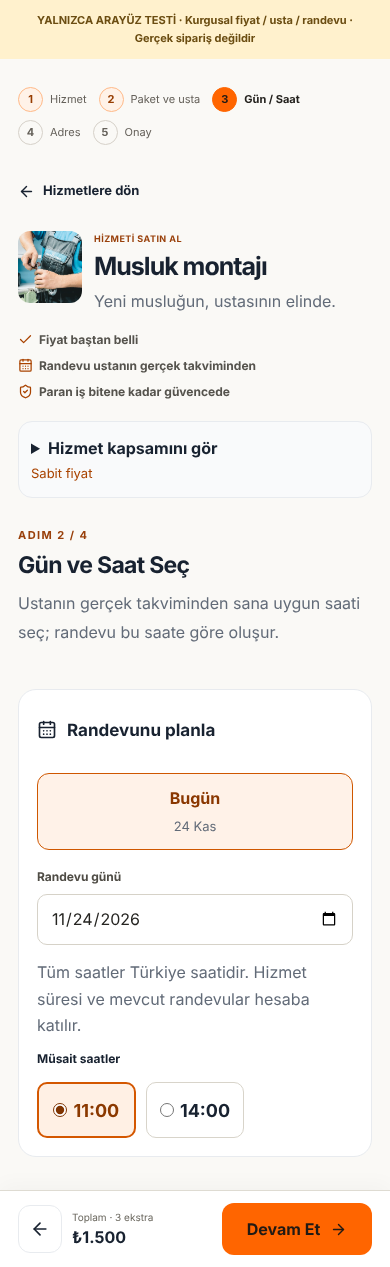 YALNIZCA ARAYÜZ TESTİ · Kurgusal fiyat / usta / randevu ·
Gerçek sipariş değildir
1 Hizmet 2 Paket ve usta 3 Gün / Saat
4 Adres 5 Onay
Hizmetlere dön
HİZMETİ SATIN AL
Musluk montajı
Yeni musluğun, ustasının elinde.
Fiyat baştan belli
Randevu ustanın gerçek takviminden
Paran iş bitene kadar güvencede
Hizmet kapsamını gör
Sabit fiyat
ADIM 2 / 4
Gün ve Saat Seç
Ustanın gerçek takviminden sana uygun saati
seç; randevu bu saate göre oluşur.
Randevunu planla
Bugün
24 Kas
Randevu günü
11/24/2026
Tüm saatler Türkiye saatidir. Hizmet
süresi ve mevcut randevular hesaba
katılır.
Müsait saatler
11:00 14:00
Toplam · 3 ekstra
₺1.500
Devam Et